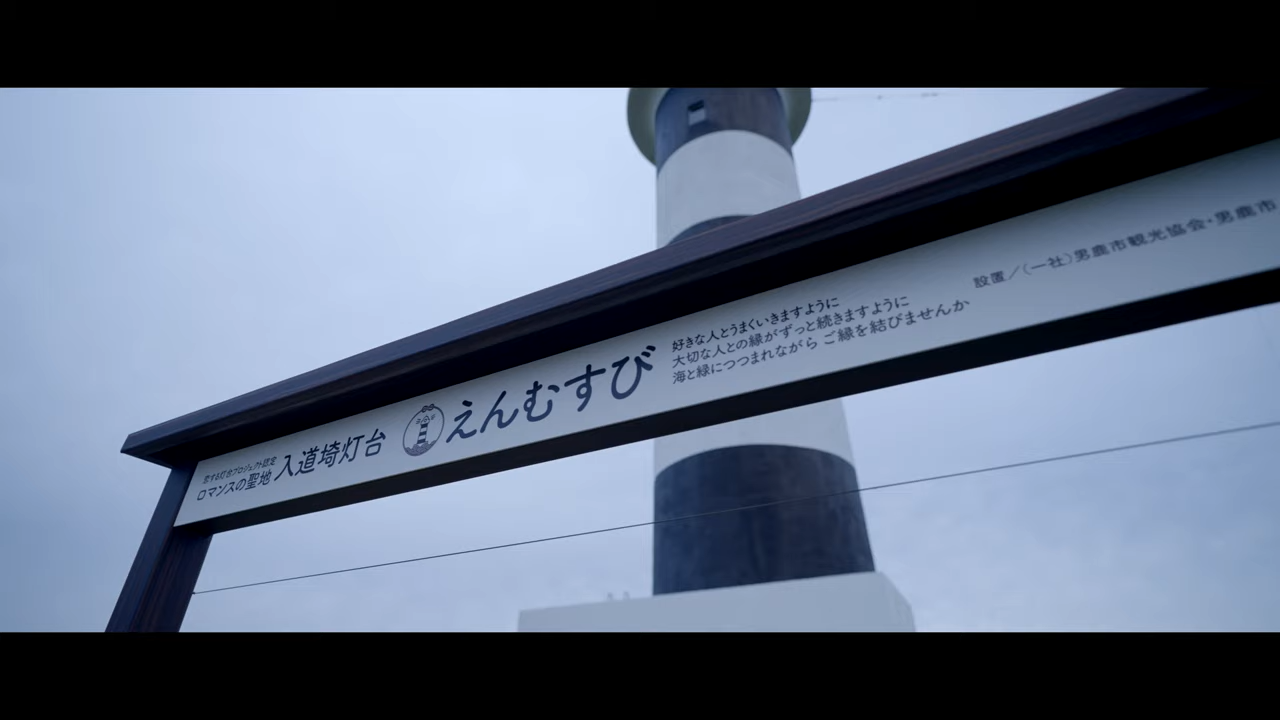 恋する灯台プロジェクト認定
ロマンスの聖地
入道埼灯台
えんむすび
好きな人とうまくいきますように
大切な人との縁がずっと続きますように
海と緑につつまれながら ご縁を結びませんか
設置／(一社)男鹿市観光協会・男鹿市